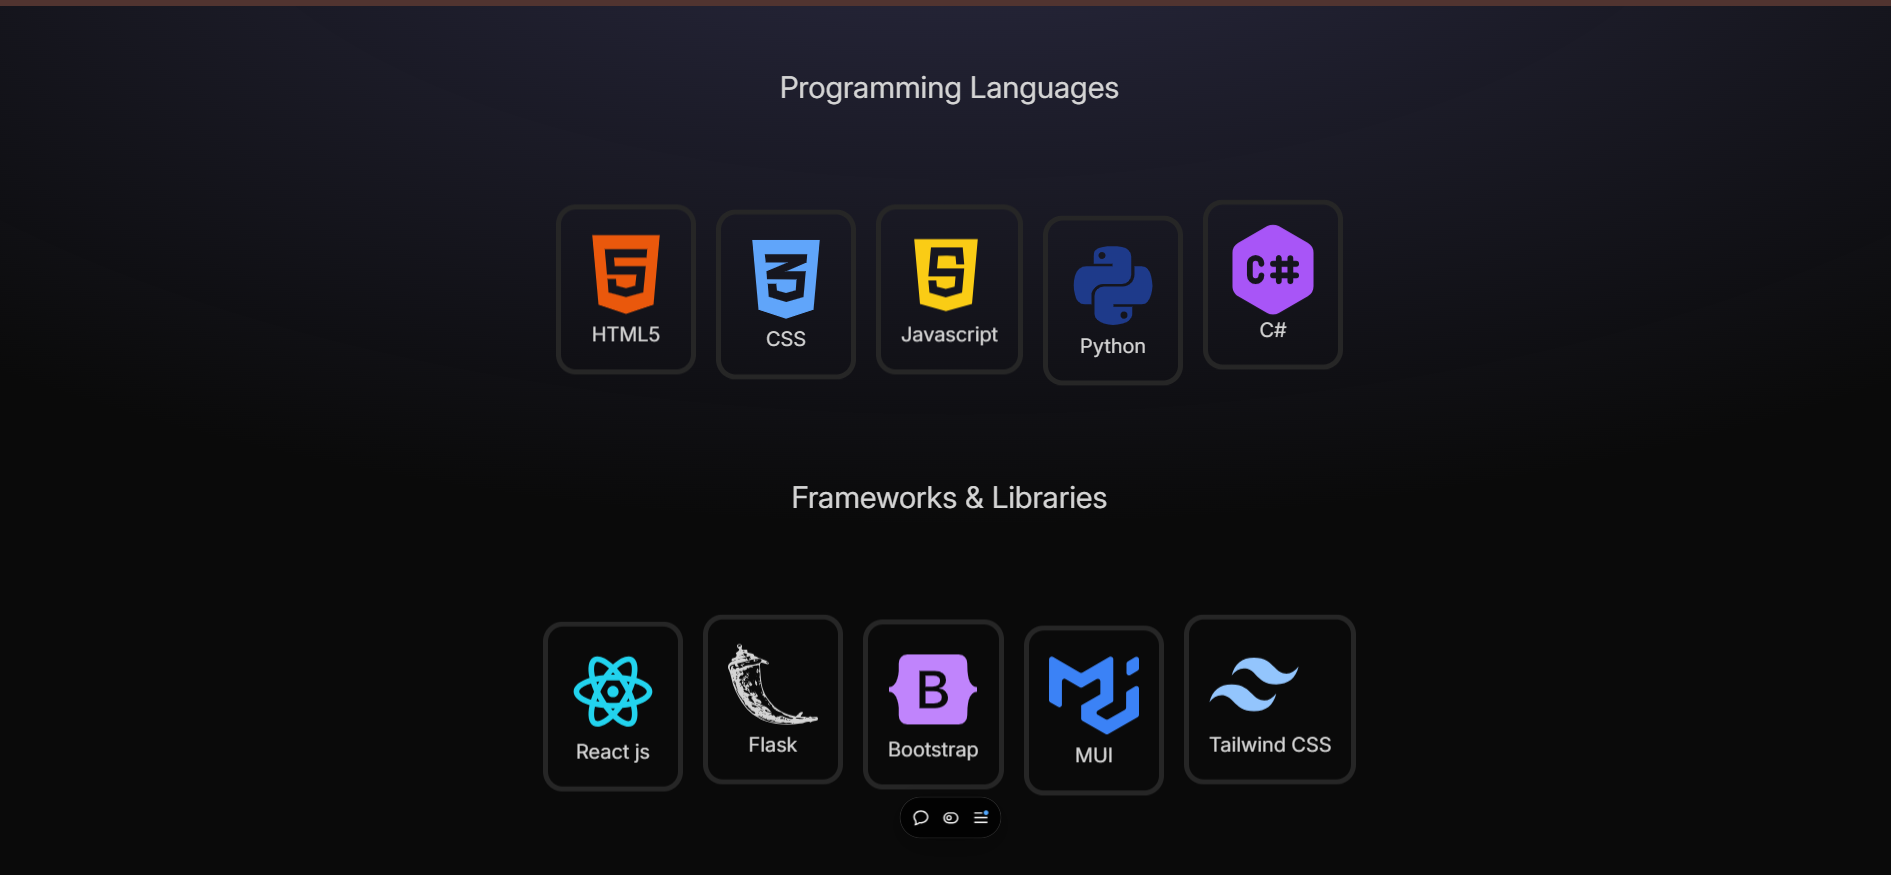 Programming Languages
HTML5
CSS
Javascript
Python
C#
C#
Frameworks & Libraries
B
React js
Flask
Bootstrap
MUI
Tailwind CSS